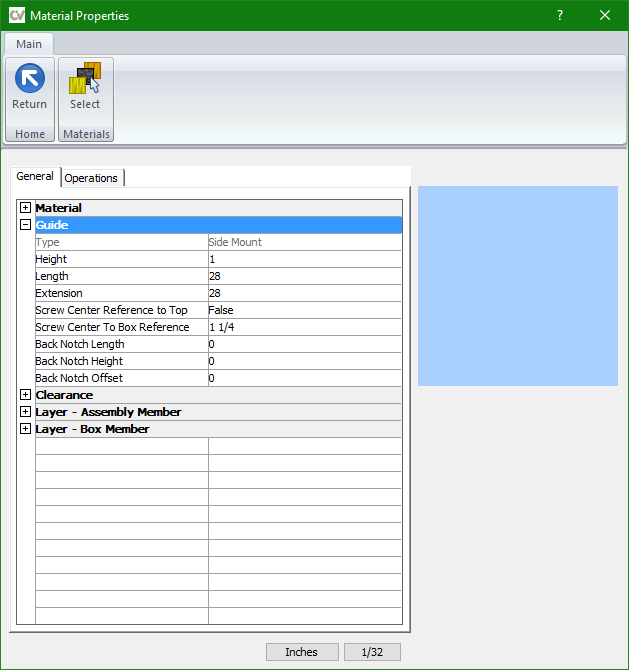 CV Material Properties ?
Main
Return
Select
Home
Materials
General
Operations
Material
Guide
Type Side Mount
Height 1
Length 28
Extension 28
Screw Center Reference to Top False
Screw Center To Box Reference 1 1/4
Back Notch Length 0
Back Notch Height 0
Back Notch Offset 0
Clearance
Layer - Assembly Member
Layer - Box Member
Inches 1/32